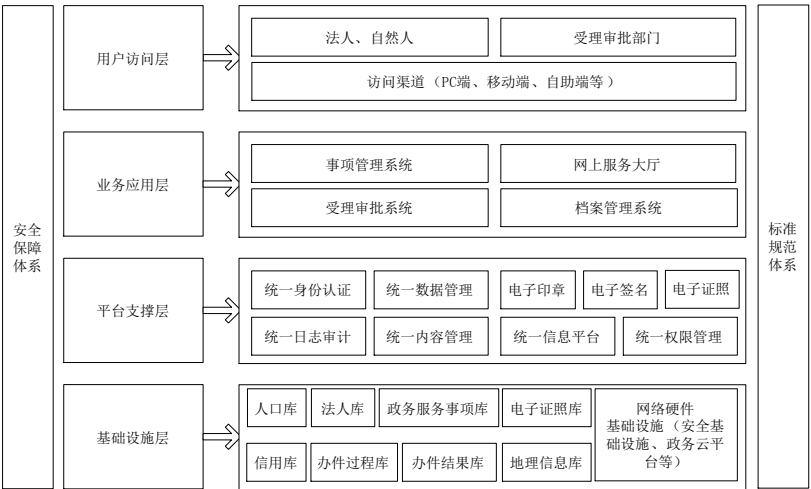 安全
保障
体系
用户访问层
法人、自然人
受理审批部门
访问渠道（PC端、移动端、自助端等）
业务应用层
事项管理系统
网上服务大厅
受理审批系统
档案管理系统
平台支撑层
统一身份认证
统一数据管理
电子印章
电子签名
电子证照
统一日志审计
统一内容管理
统一信息平台
统一权限管理
基础设施层
人口库
法人库
政务服务事项库
电子证照库
信用库
办件过程库
办件结果库
地理信息库
网络硬件
基础设施（安全基
础设施、政务云平
台等）
标准
规范
体系